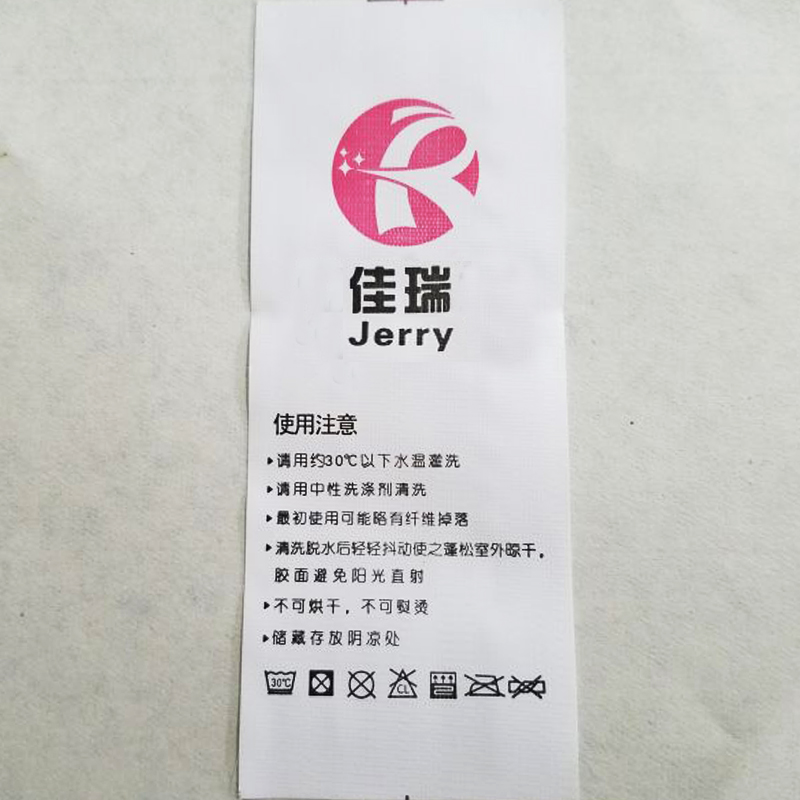 佳瑞
Jerry
使用注意
▸请用约30℃以下水温灌洗
▸请用中性洗涤剂清洗
▸最初使用可能略有纤维掉落
▸清洗脱水后轻轻抖动使之蓬松室外晾干，
胶面避免阳光直射
▸不可烘干，不可熨烫
▸储藏存放阴凉处
30℃ CL